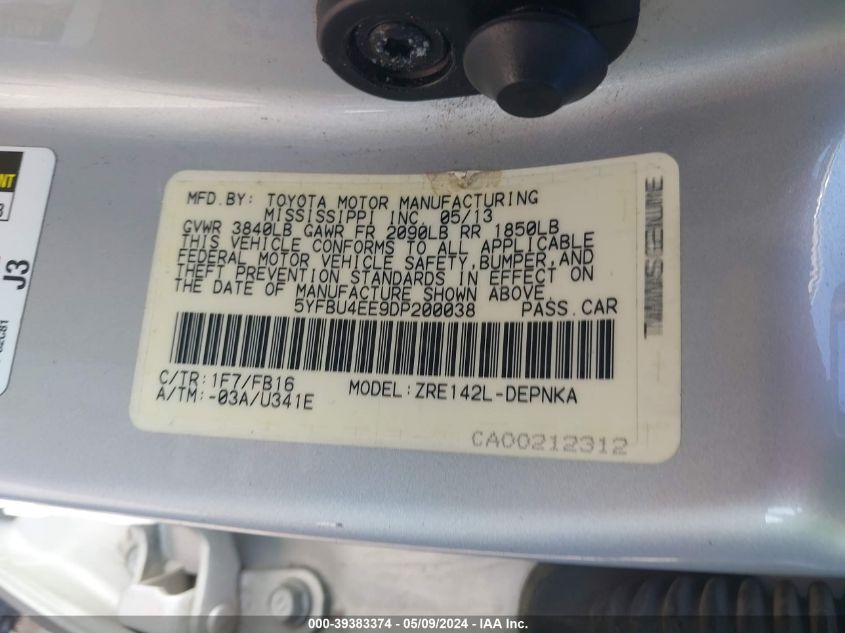 MFD.BY: TOYOTA MOTOR MANUFACTURING
MISSISSIPPI INC. 05/13
GVWR 3840LB GAWR FR 2090LB RR 1850LB
THIS VEHICLE CONFORMS TO ALL APPLICABLE
FEDERAL MOTOR VEHICLE SAFETY, BUMPER, AND
THEFT PREVENTION STANDARDS IN EFFECT ON
THE DATE OF MANUFACTURE SHOWN ABOVE.
5YFBU4EE9DP200038 PASS.CAR
C/TR: 1F7/FB16 MODEL: ZRE142L-DEPNKA
A/TM: -03A/U341E
CA00212312
NT
J3
000-39383374 - 05/09/2024 - IAAI.COM